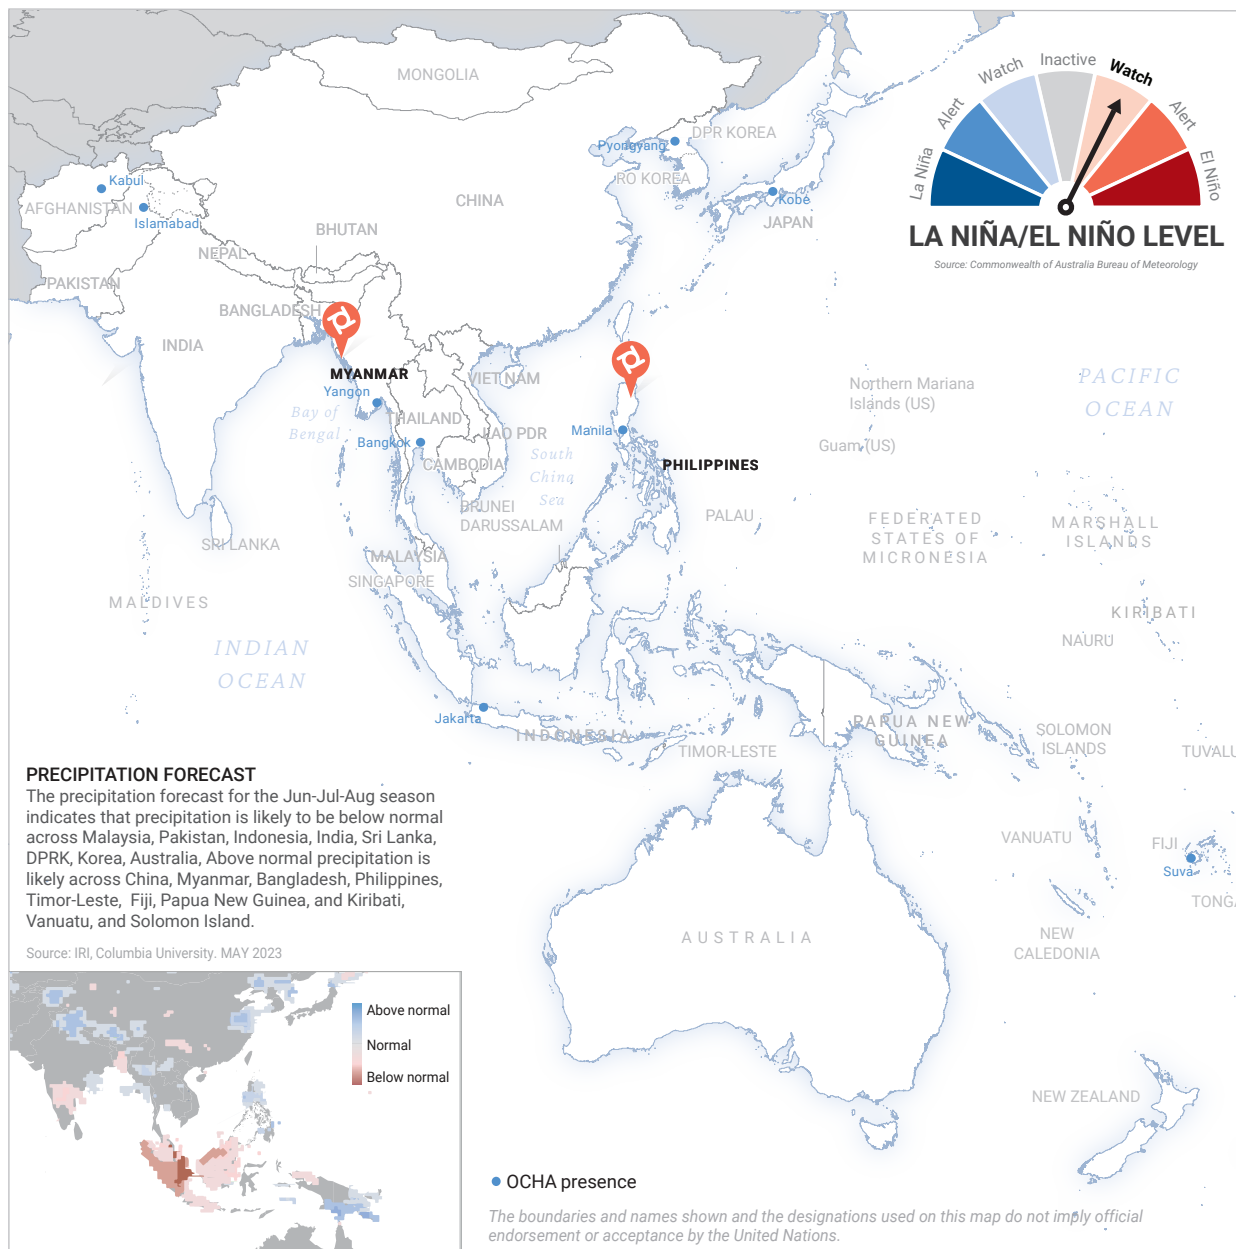 MONGOLIA
Inactive
Watch
Watch
Alert
Alert
La Niña
El Niño
LA NIÑA/EL NIÑO LEVEL
Source: Commonwealth of Australia Bureau of Meteorology
DPR KOREA
Pyongyang
RO KOREA
Kabul
AFGHANISTAN
Islamabad
CHINA
Kobe
JAPAN
BHUTAN
NEPAL
PAKISTAN
BANGLADESH
INDIA
MYANMAR
Yangon
VIET NAM
Northern Mariana
Islands (US)
PACIFIC
OCEAN
Bay of
Bengal
THAILAND
LAO PDR
Bangkok
Manila
Guam (US)
CAMBODIA
South
China
Sea
PHILIPPINES
BRUNEI
DARUSSALAM
PALAU
FEDERATED
STATES OF
MICRONESIA
MARSHALL
ISLANDS
SRI LANKA
MALAYSIA
SINGAPORE
MALDIVES
KIRIBATI
NAURU
INDIAN
OCEAN
Jakarta
INDONESIA
PAPUA NEW
GUINEA
SOLOMON
ISLANDS
TIMOR-LESTE
TUVALU
PRECIPITATION FORECAST
The precipitation forecast for the Jun-Jul-Aug season
indicates that precipitation is likely to be below normal
across Malaysia, Pakistan, Indonesia, India, Sri Lanka,
DPRK, Korea, Australia, Above normal precipitation is
likely across China, Myanmar, Bangladesh, Philippines,
Timor-Leste, Fiji, Papua New Guinea, and Kiribati,
Vanuatu, and Solomon Island.
Source: IRI, Columbia University. MAY 2023
VANUATU
FIJI
Suva
TONGA
AUSTRALIA
NEW
CALEDONIA
Above normal
Normal
Below normal
NEW ZEALAND
OCHA presence
The boundaries and names shown and the designations used on this map do not imply official
endorsement or acceptance by the United Nations.